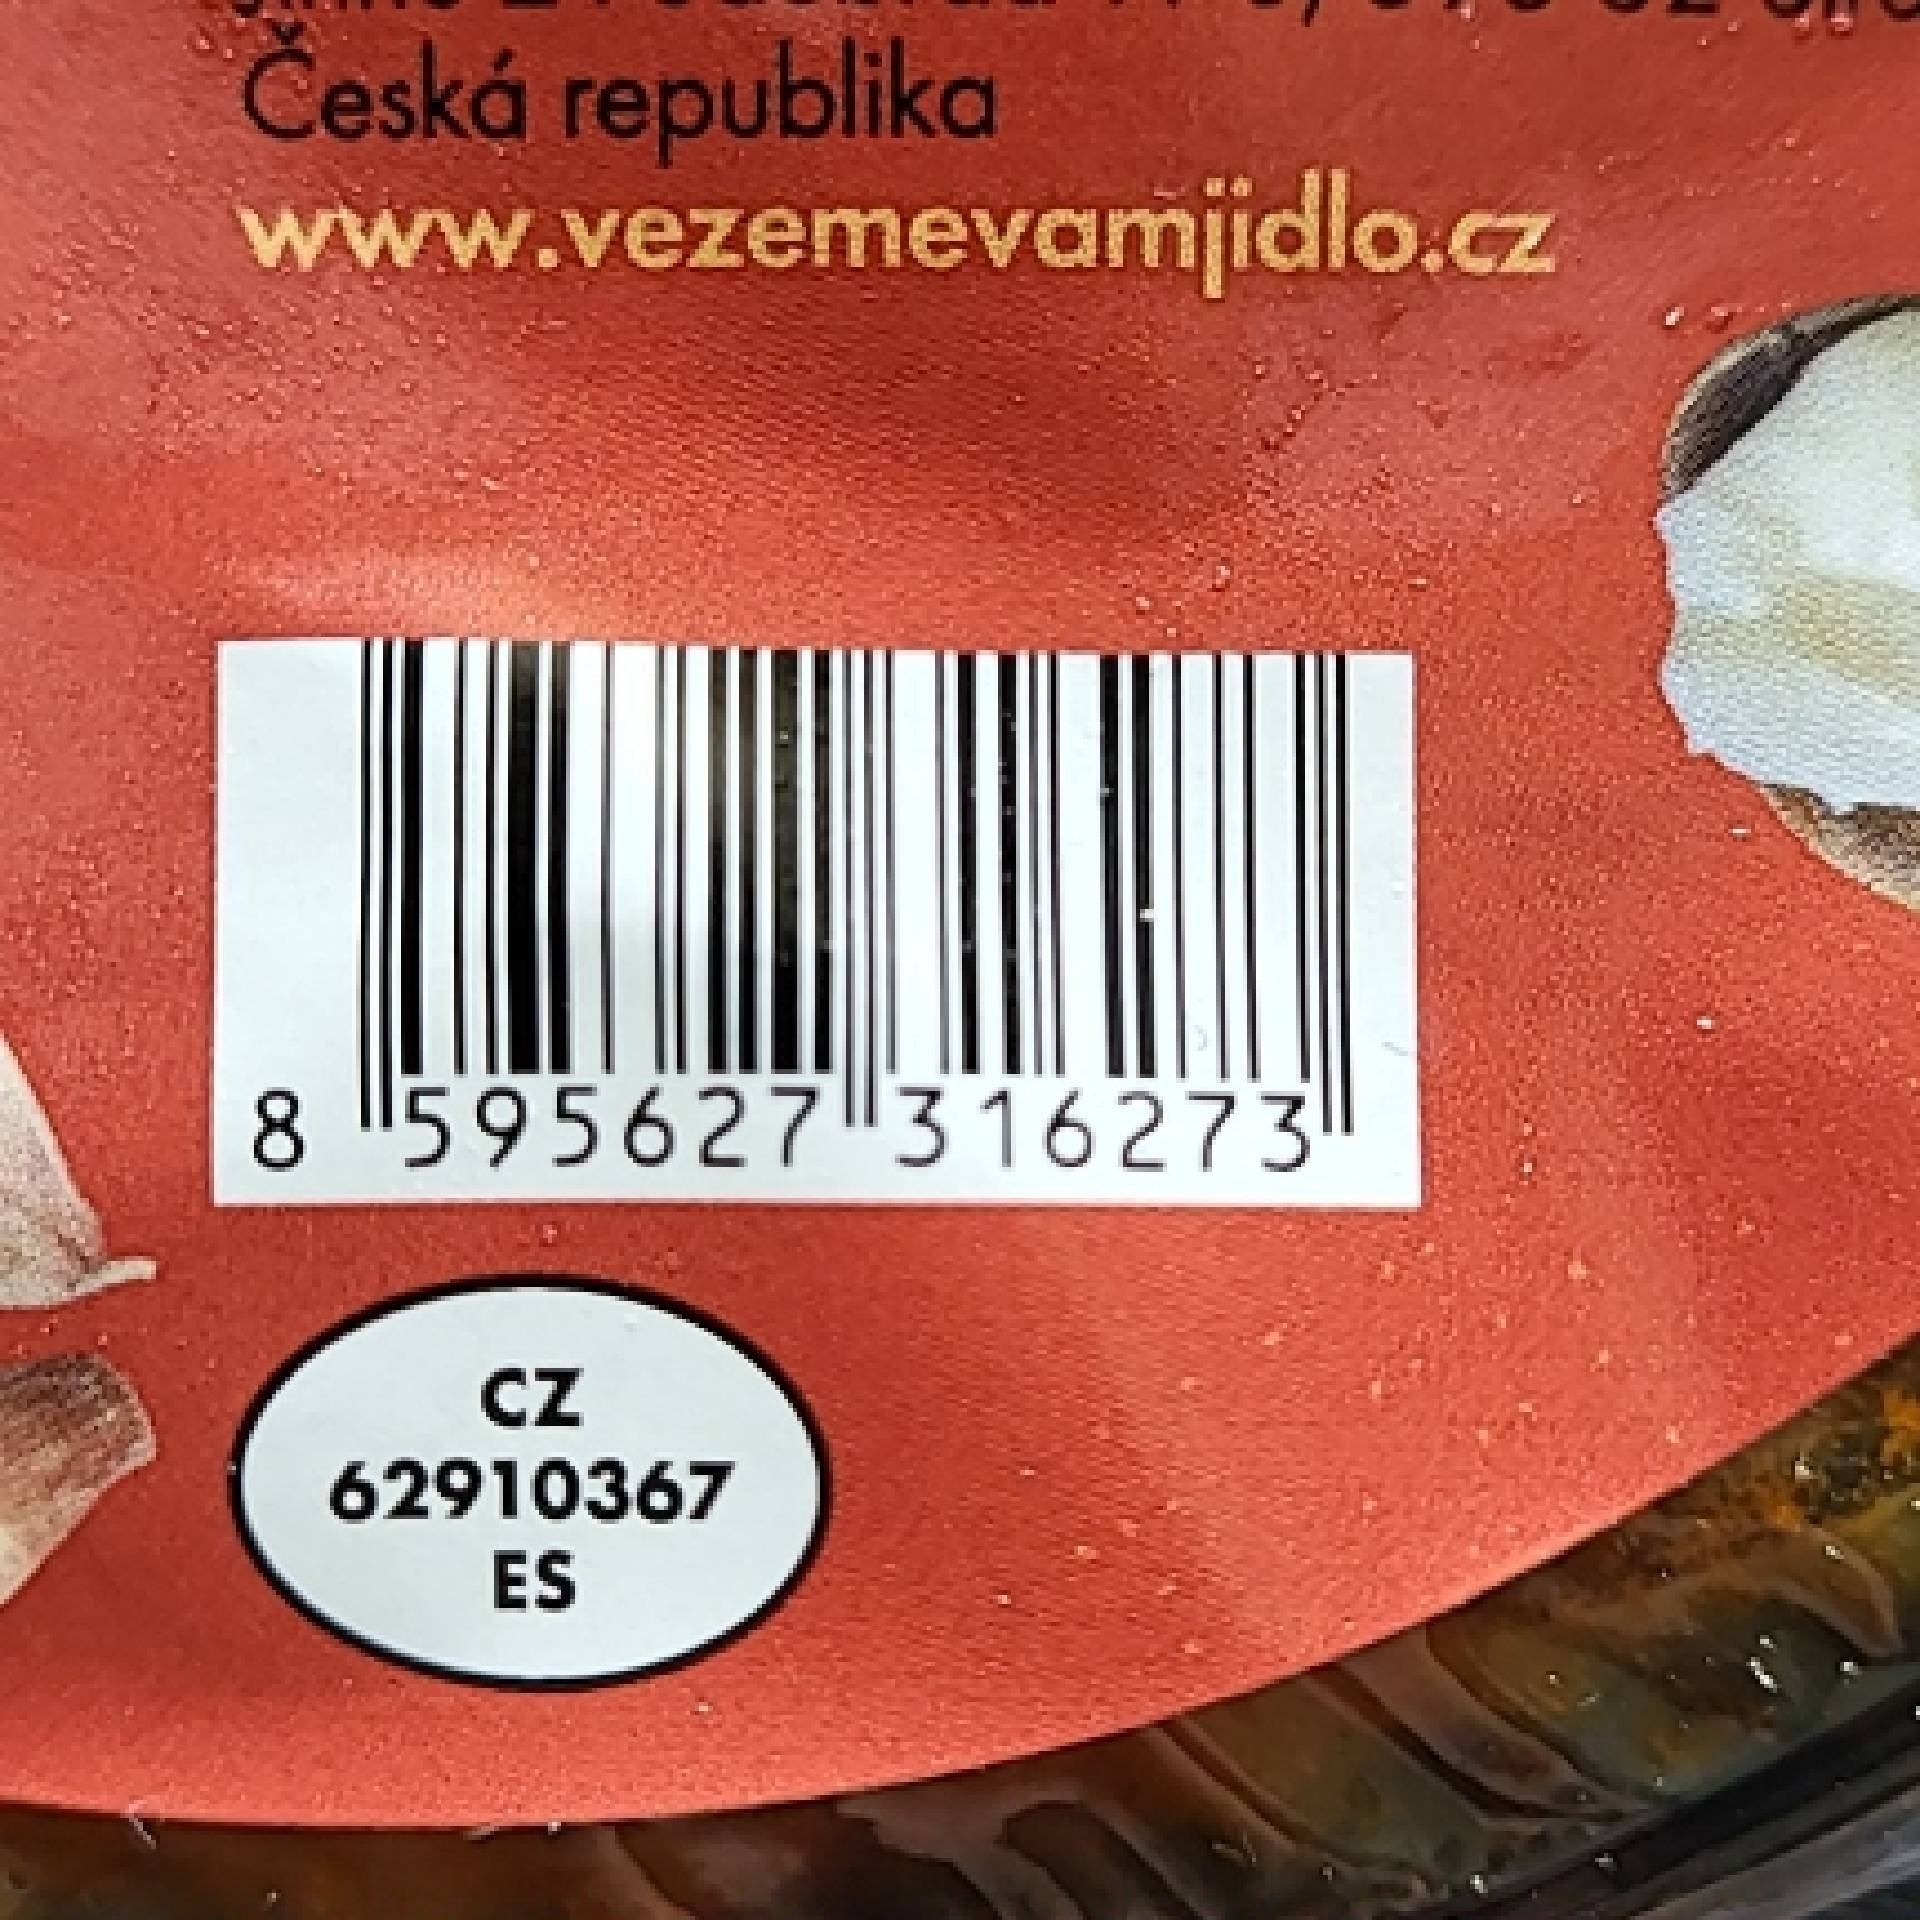 Česká republika
www.vezemevamjidlo.cz
8 595627 316273
CZ
62910367
ES